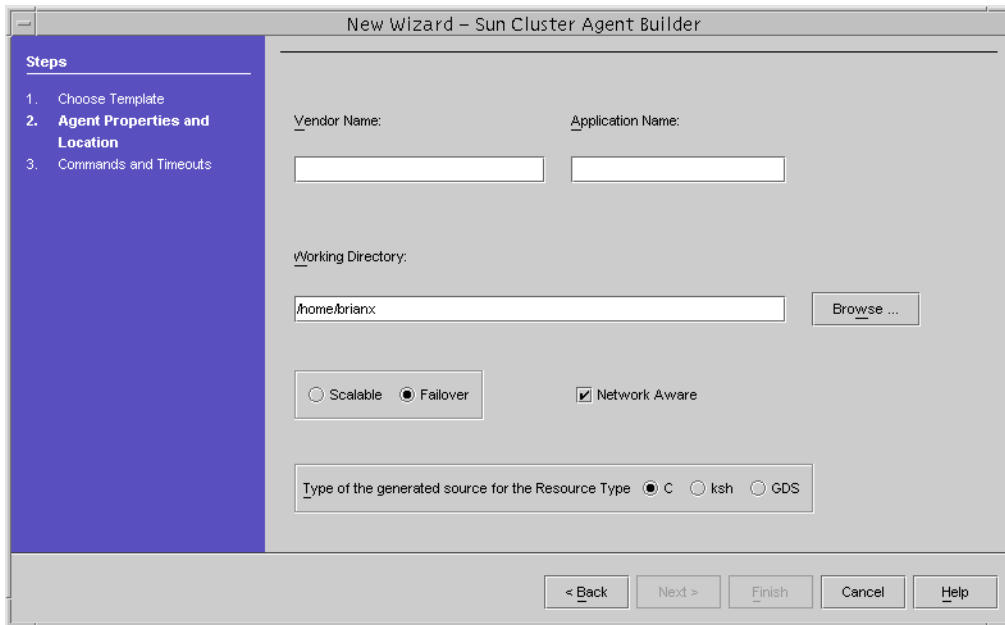 New Wizard – Sun Cluster Agent Builder
Steps
1. Choose Template
2. Agent Properties and
Location
3. Commands and Timeouts
Vendor Name:
Application Name:
Working Directory:
/home/brianx
Browse ...
Scalable
Failover
Network Aware
Type of the generated source for the Resource Type
C
ksh
GDS
< Back
Next >
Finish
Cancel
Help